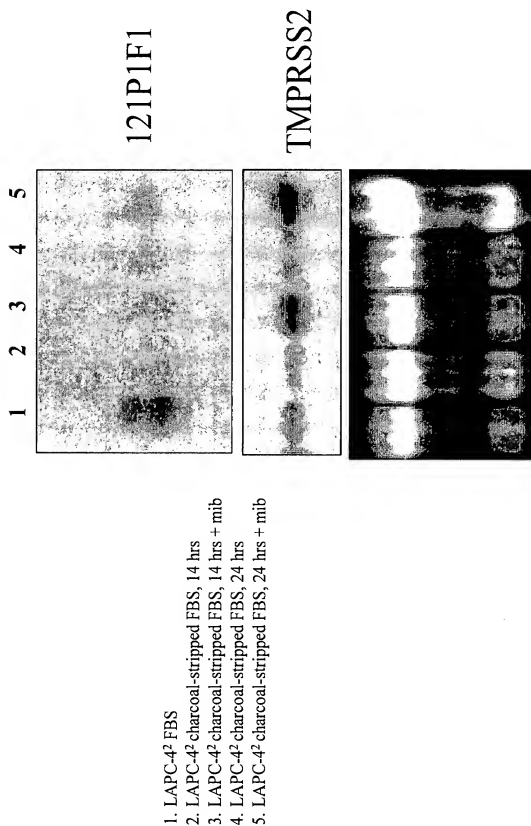 1 2 3 4 5
121P1F1
TMPRSS2
1. LAPC-4² FBS
2. LAPC-4² charcoal-stripped FBS, 14 hrs
3. LAPC-4² charcoal-stripped FBS, 14 hrs + mib
4. LAPC-4² charcoal-stripped FBS, 24 hrs
5. LAPC-4² charcoal-stripped FBS, 24 hrs + mib